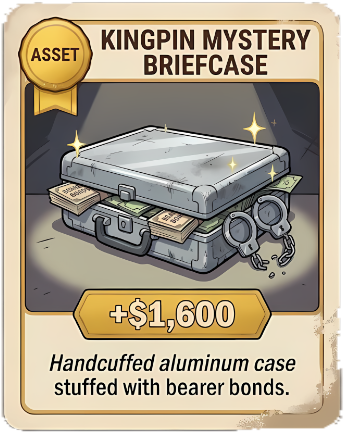 ASSET
KINGPIN MYSTERY
BRIEFCASE
+$1,600
Handcuffed aluminum case
stuffed with bearer bonds.